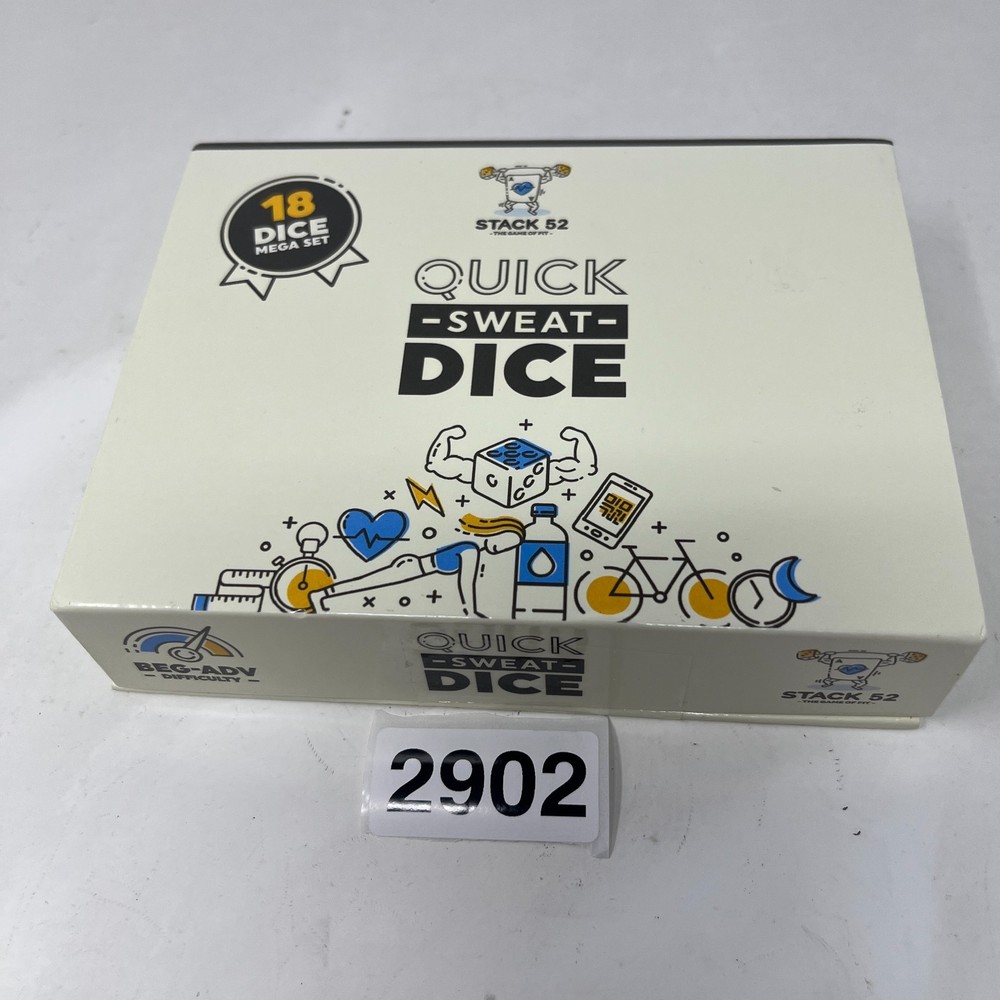 18
DICE
MEGA SET
STACK 52
- THE GAME OF FIT -
QUICK
-SWEAT-
DICE
BEG-ADV
- DIFFICULTY -
QUICK
-SWEAT-
DICE
STACK 52
- THE GAME OF FIT -
2902